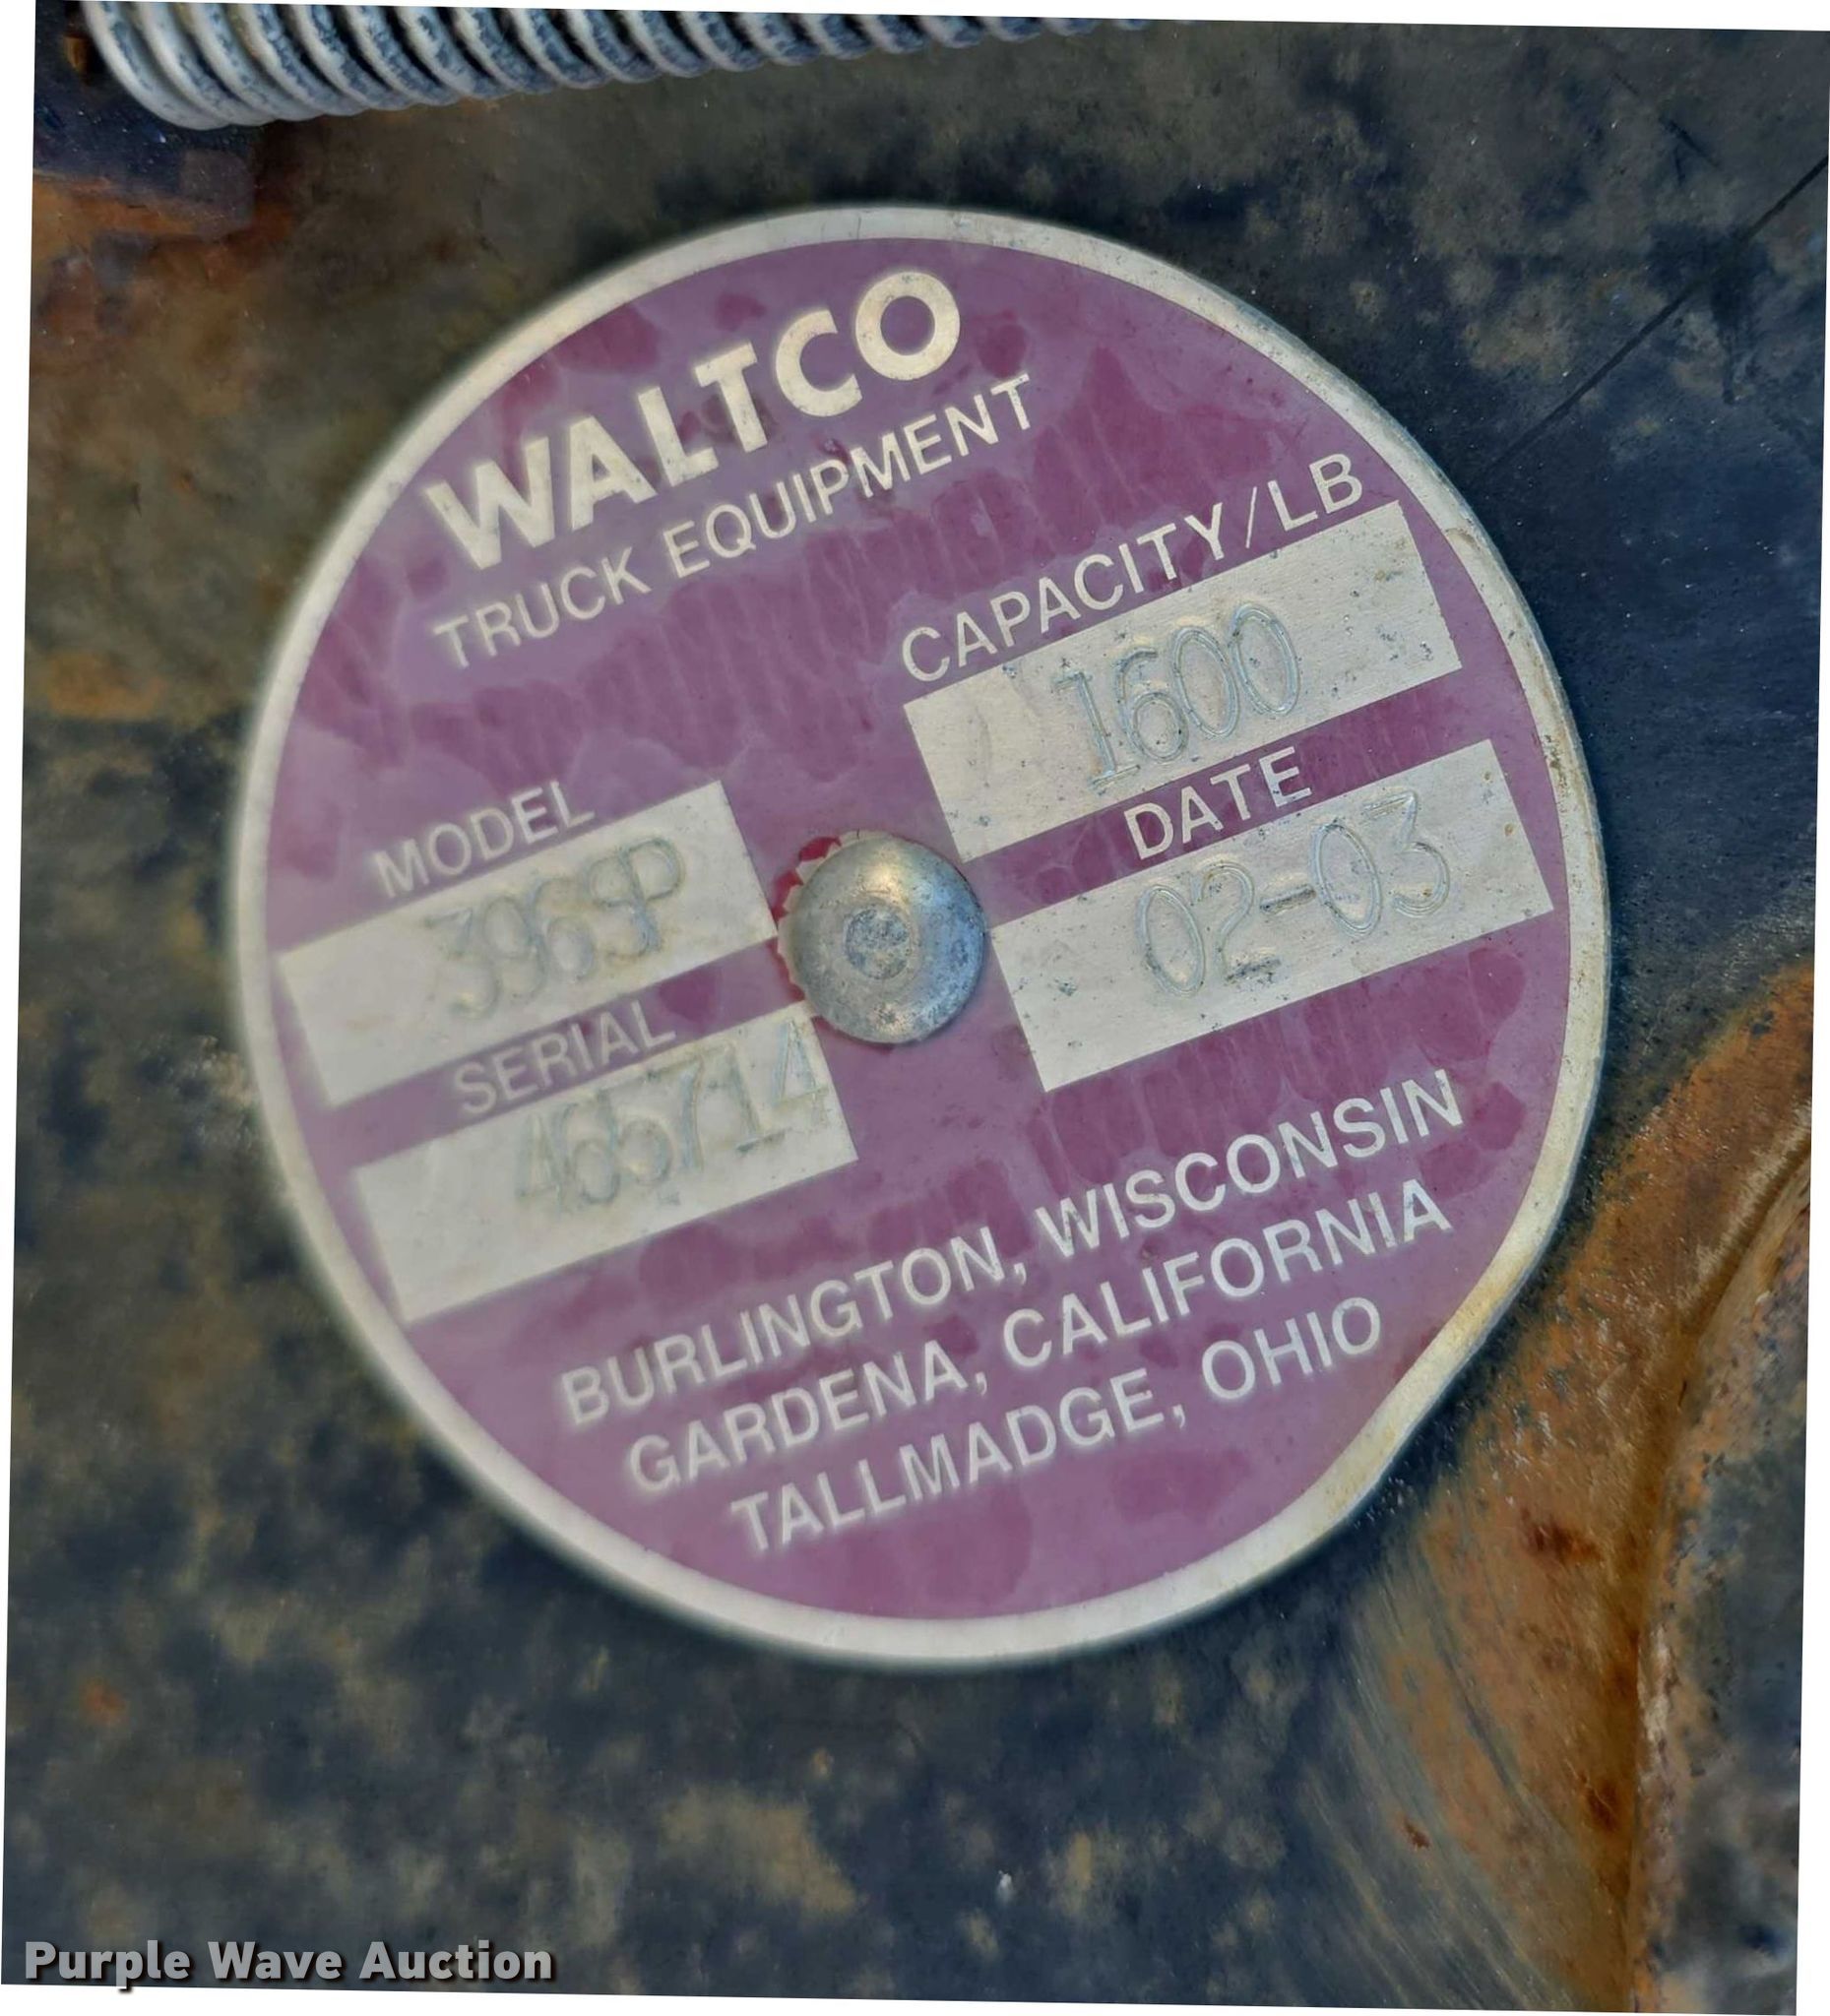 WALTCO
TRUCK EQUIPMENT
CAPACITY/LB
1600
MODEL
396SP
DATE
02-03
SERIAL
465714
BURLINGTON, WISCONSIN
GARDENA, CALIFORNIA
TALLMADGE, OHIO
Purple Wave Auction